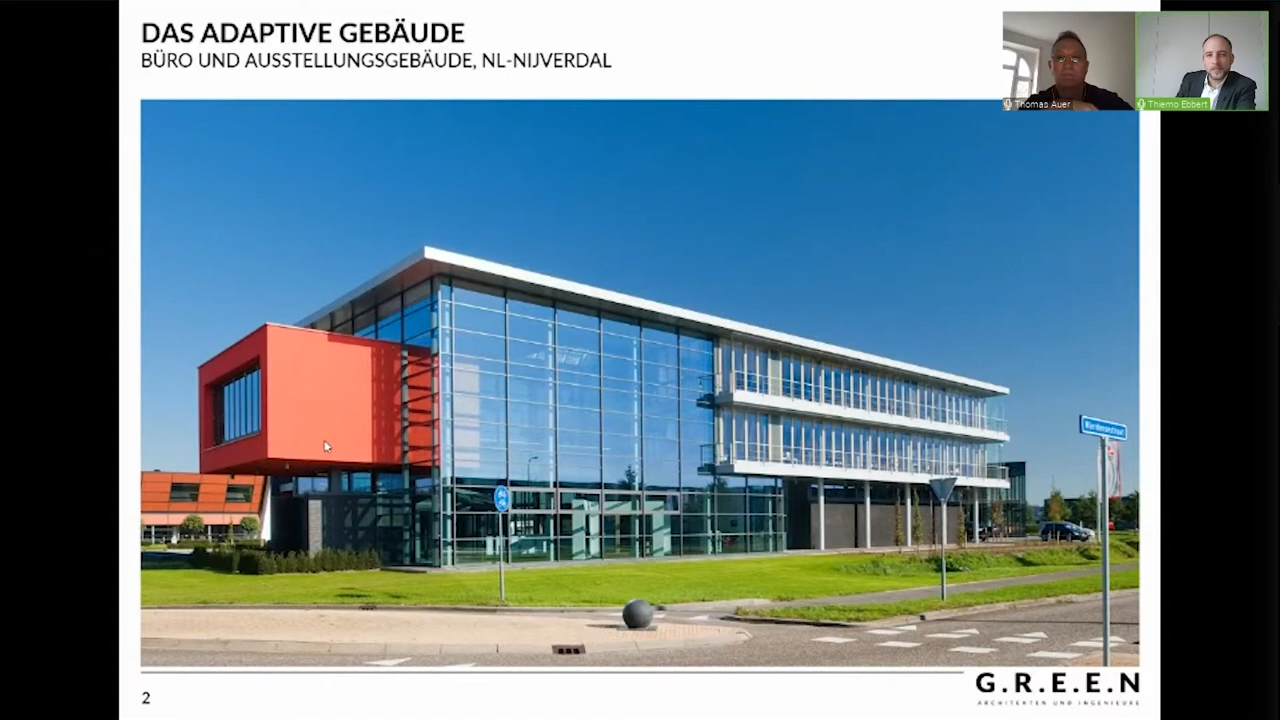 DAS ADAPTIVE GEBÄUDE
BÜRO UND AUSSTELLUNGSGEBÄUDE, NL-NIJVERDAL
Thomas Auer
Thiemo Ebbert
2
G.R.E.E.N
ARCHITEKTEN UND INGENIEURE